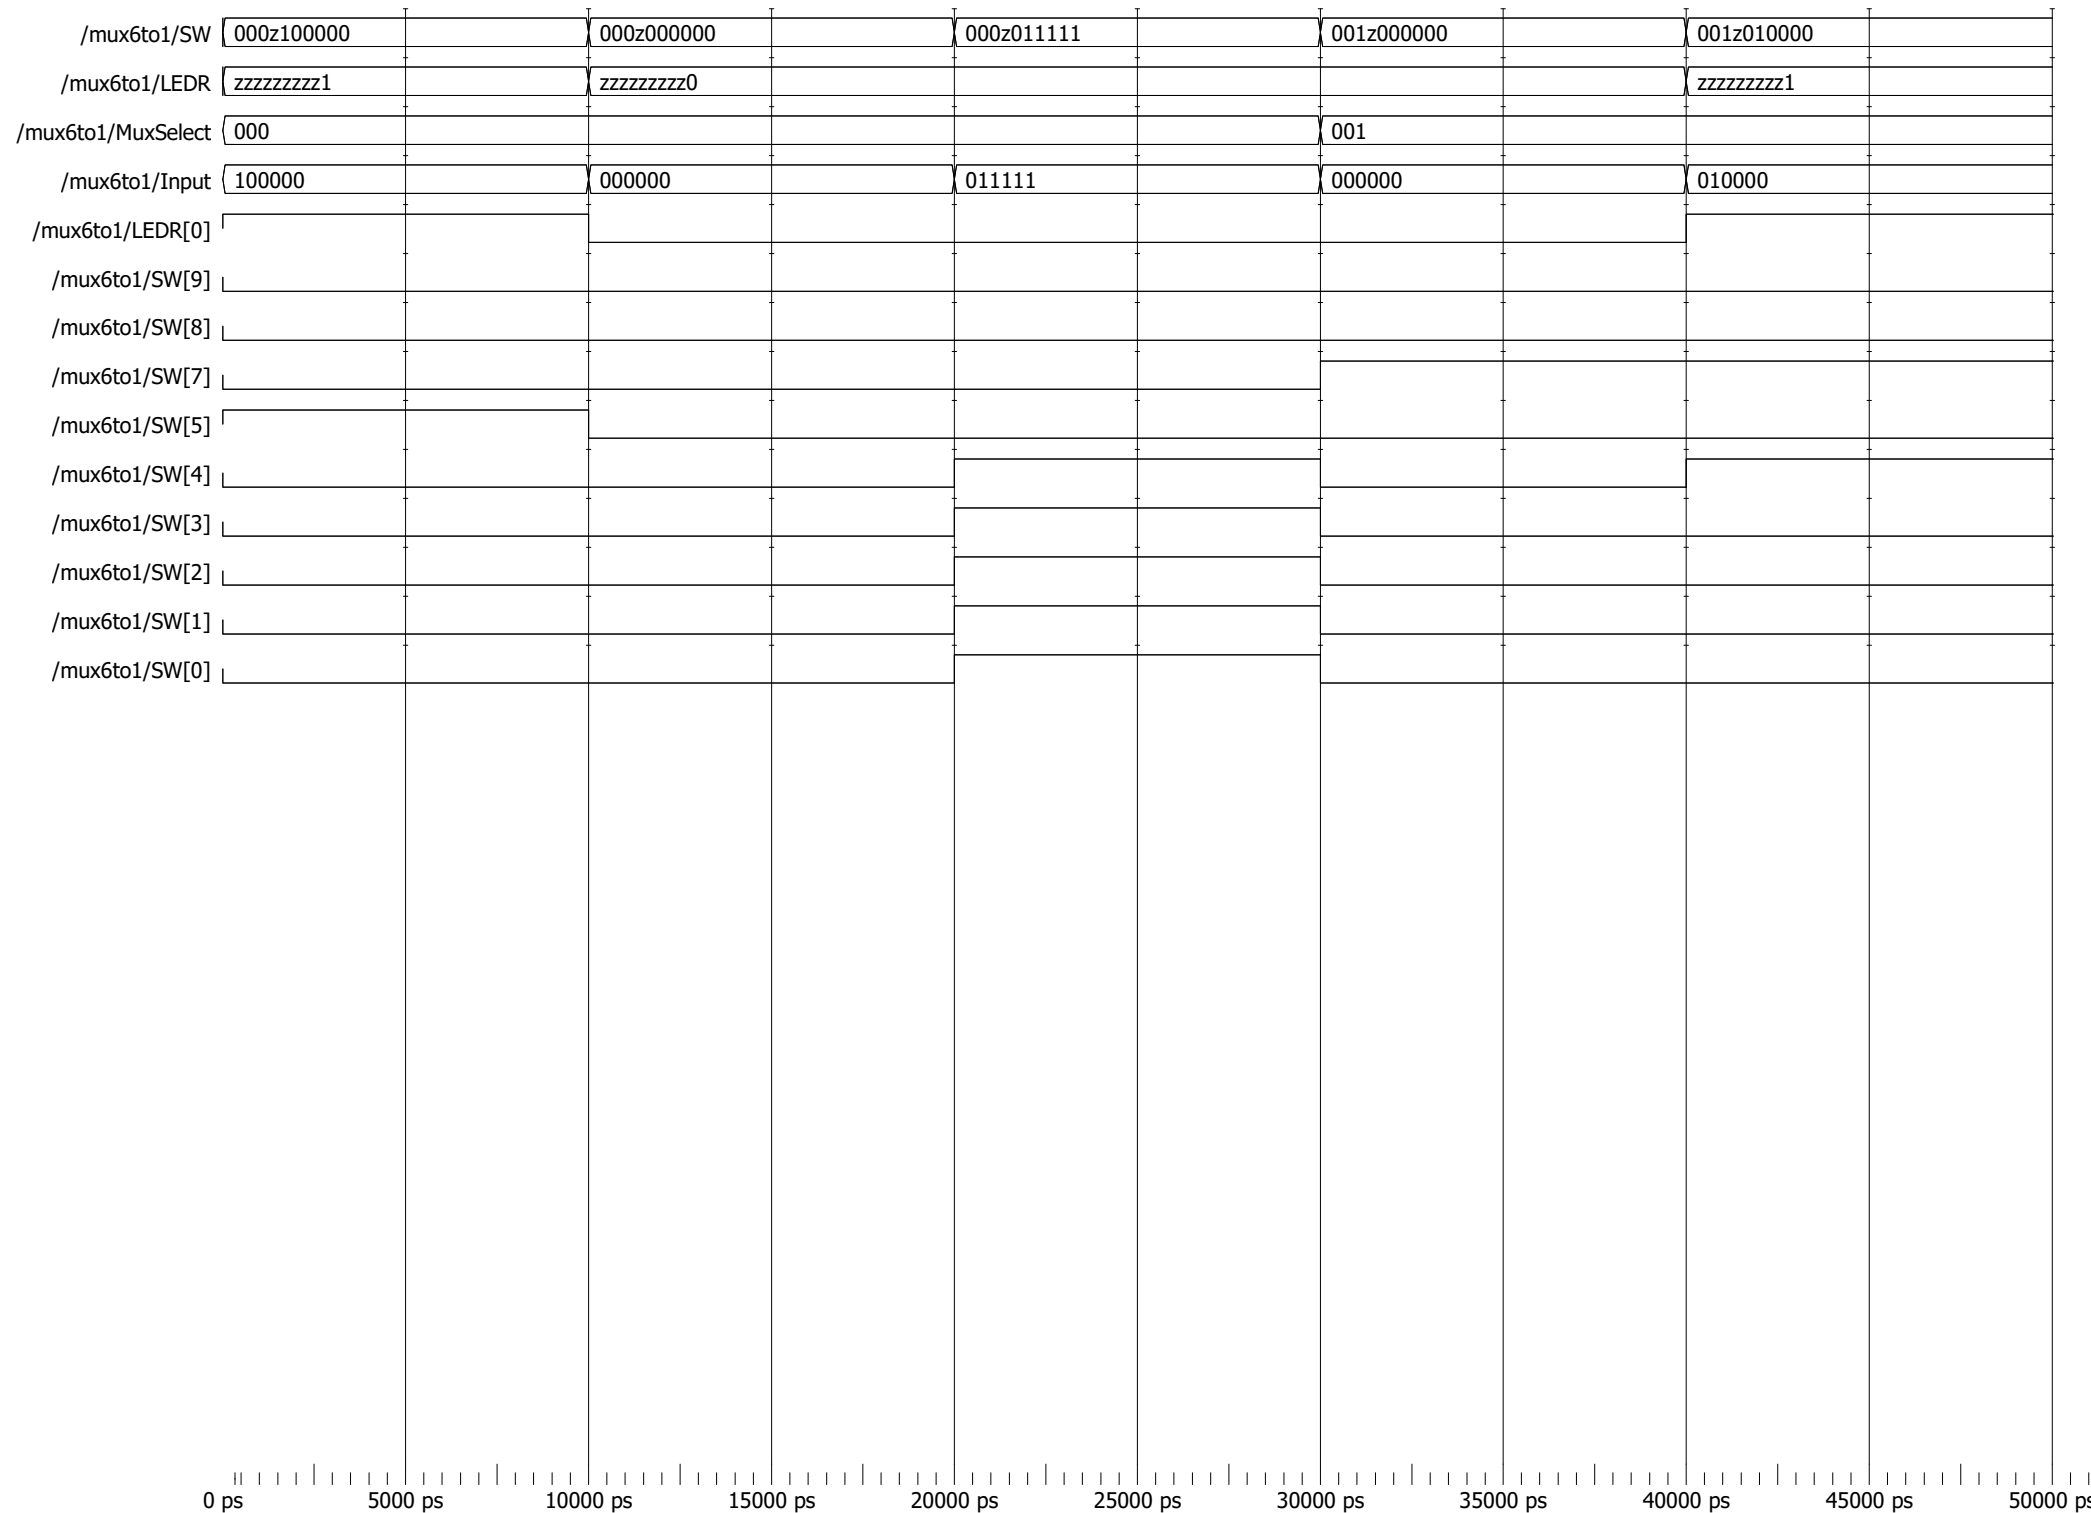 /mux6to1/SW 000z100000 000z000000 000z011111 001z000000 001z010000
/mux6to1/LEDR zzzzzzzzz1 zzzzzzzzz0 zzzzzzzzz1
/mux6to1/MuxSelect 000 001
/mux6to1/Input 100000 000000 011111 000000 010000
/mux6to1/LEDR[0]
/mux6to1/SW[9]
/mux6to1/SW[8]
/mux6to1/SW[7]
/mux6to1/SW[5]
/mux6to1/SW[4]
/mux6to1/SW[3]
/mux6to1/SW[2]
/mux6to1/SW[1]
/mux6to1/SW[0]
0 ps 5000 ps 10000 ps 15000 ps 20000 ps 25000 ps 30000 ps 35000 ps 40000 ps 45000 ps 50000 ps